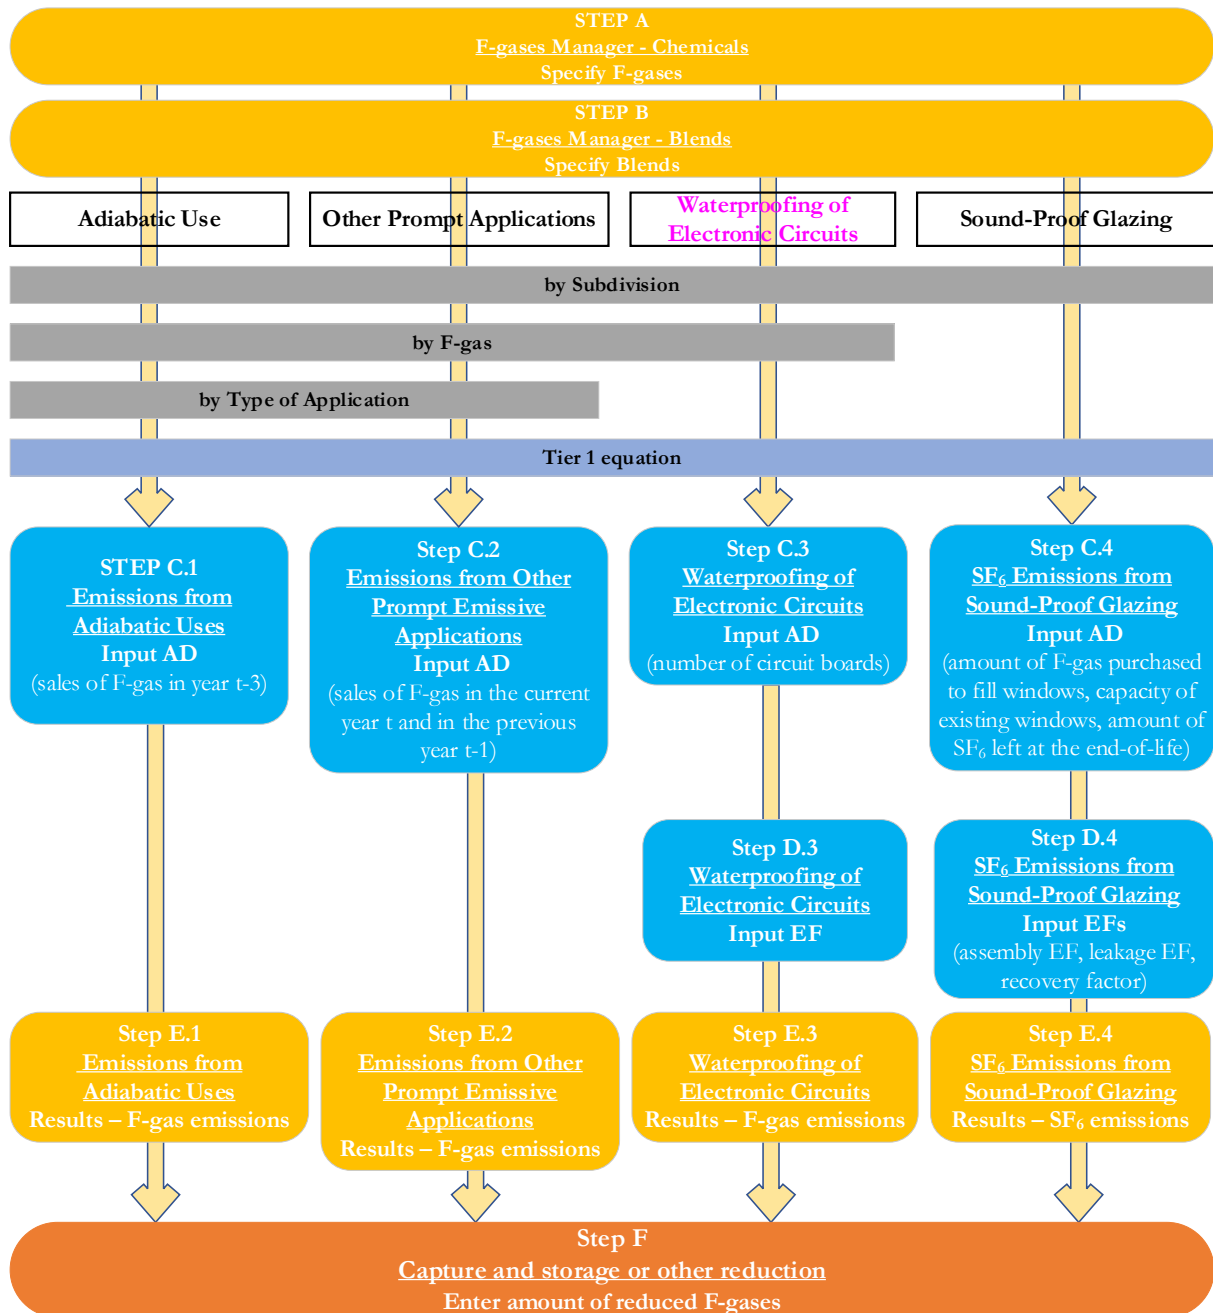 STEP A
F-gases Manager - Chemicals
Specify F-gases
STEP B
F-gases Manager - Blends
Specify Blends
Adiabatic Use
Other Prompt Applications
Waterproofing of
Electronic Circuits
Sound-Proof Glazing
by Subdivision
by F-gas
by Type of Application
Tier 1 equation
STEP C.1
Emissions from
Adiabatic Uses
Input AD
(sales of F-gas in year t-3)
Step C.2
Emissions from Other
Prompt Emissive
Applications
Input AD
(sales of F-gas in the current
year t and in the previous
year t-1)
Step C.3
Waterproofing of
Electronic Circuits
Input AD
(number of circuit boards)
Step C.4
SF₆ Emissions from
Sound-Proof Glazing
Input AD
(amount of F-gas purchased
to fill windows, capacity of
existing windows, amount of
SF₆ left at the end-of-life)
Step D.3
Waterproofing of
Electronic Circuits
Input EF
Step D.4
SF₆ Emissions from
Sound-Proof Glazing
Input EFs
(assembly EF, leakage EF,
recovery factor)
Step E.1
Emissions from
Adiabatic Uses
Results – F-gas emissions
Step E.2
Emissions from Other
Prompt Emissive
Applications
Results – F-gas emissions
Step E.3
Waterproofing of
Electronic Circuits
Results – F-gas emissions
Step E.4
SF₆ Emissions from
Sound-Proof Glazing
Results – SF₆ emissions
Step F
Capture and storage or other reduction
Enter amount of reduced F-gases